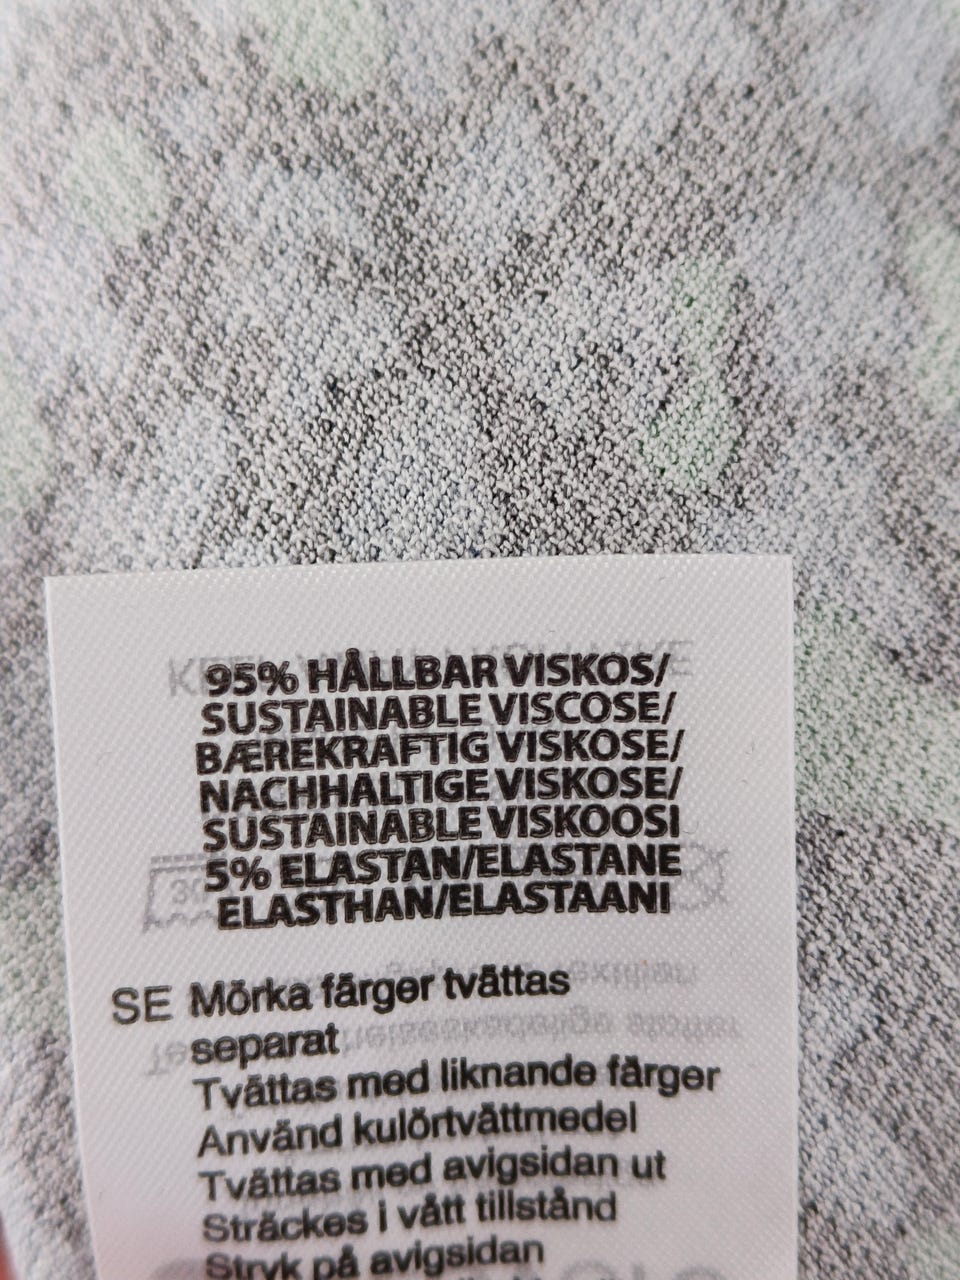 95% HÅLLBAR VISKOS/
SUSTAINABLE VISCOSE/
BÆREKRAFTIG VISKOSE/
NACHHALTIGE VISKOSE/
SUSTAINABLE VISKOOSI
5% ELASTAN/ELASTANE
ELASTHAN/ELASTAANI
SE Mörka färger tvättas
separat
Tvättas med liknande färger
Använd kulörtvättmedel
Tvättas med avigsidan ut
Sträckes i vått tillstånd
Stryk på avigsidan